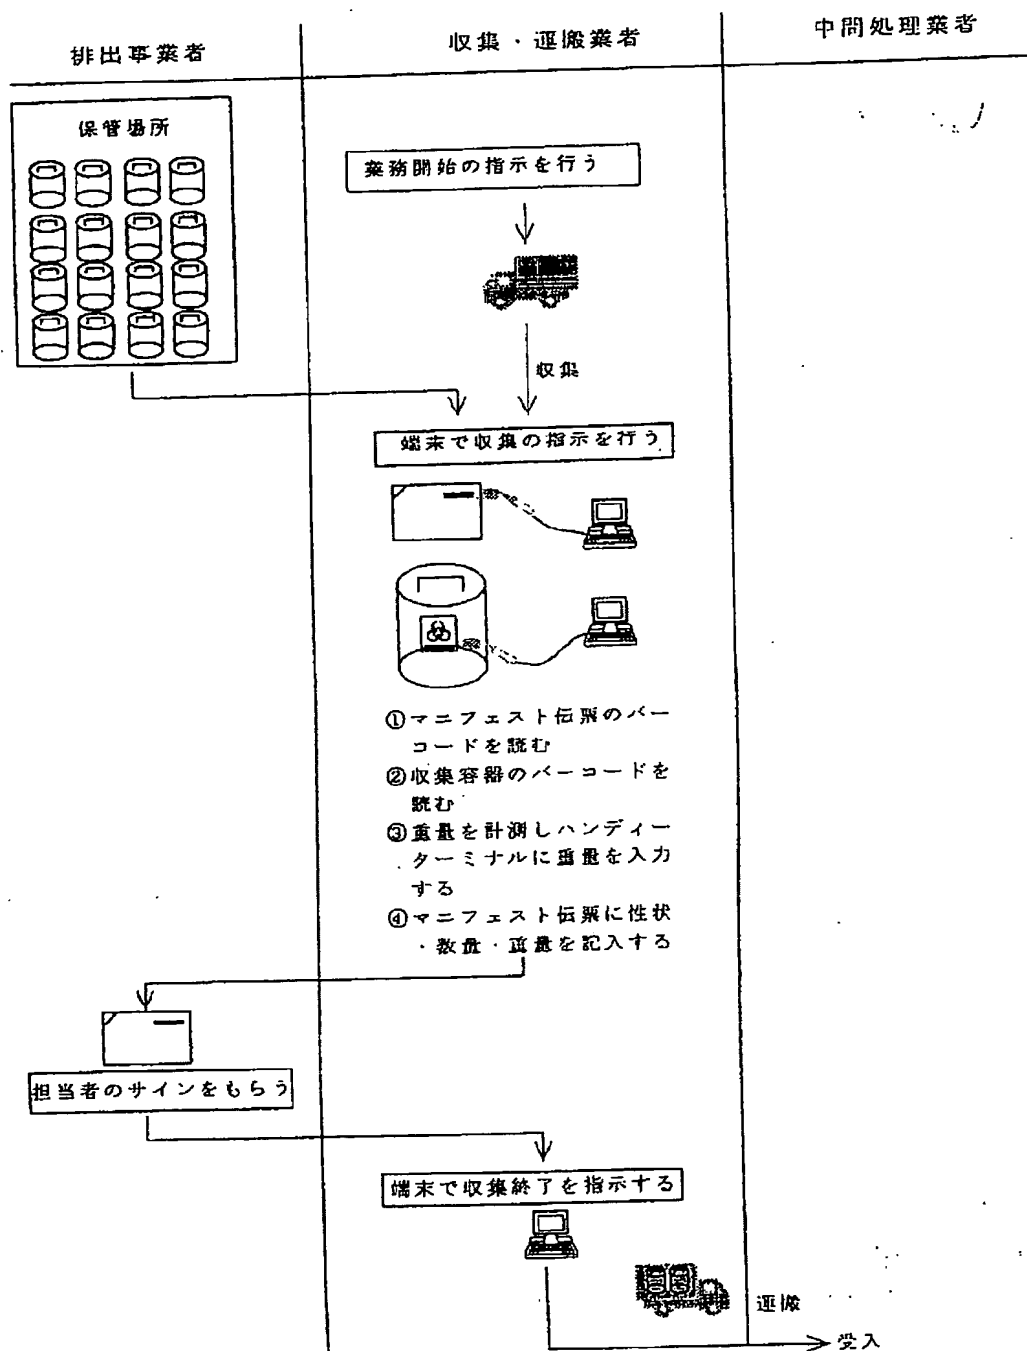 排出事業者
収集・運搬業者
中間処理業者
保管場所
業務開始の指示を行う
収集
端末で収集の指示を行う
①マニフェスト伝票のバー
コードを読む
②収集容器のバーコードを
読む
③重量を計測しハンディー
ターミナルに重量を入力
する
④マニフェスト伝票に性状
・数量・重量を記入する
担当者のサインをもらう
端末で収集終了を指示する
運搬
受入